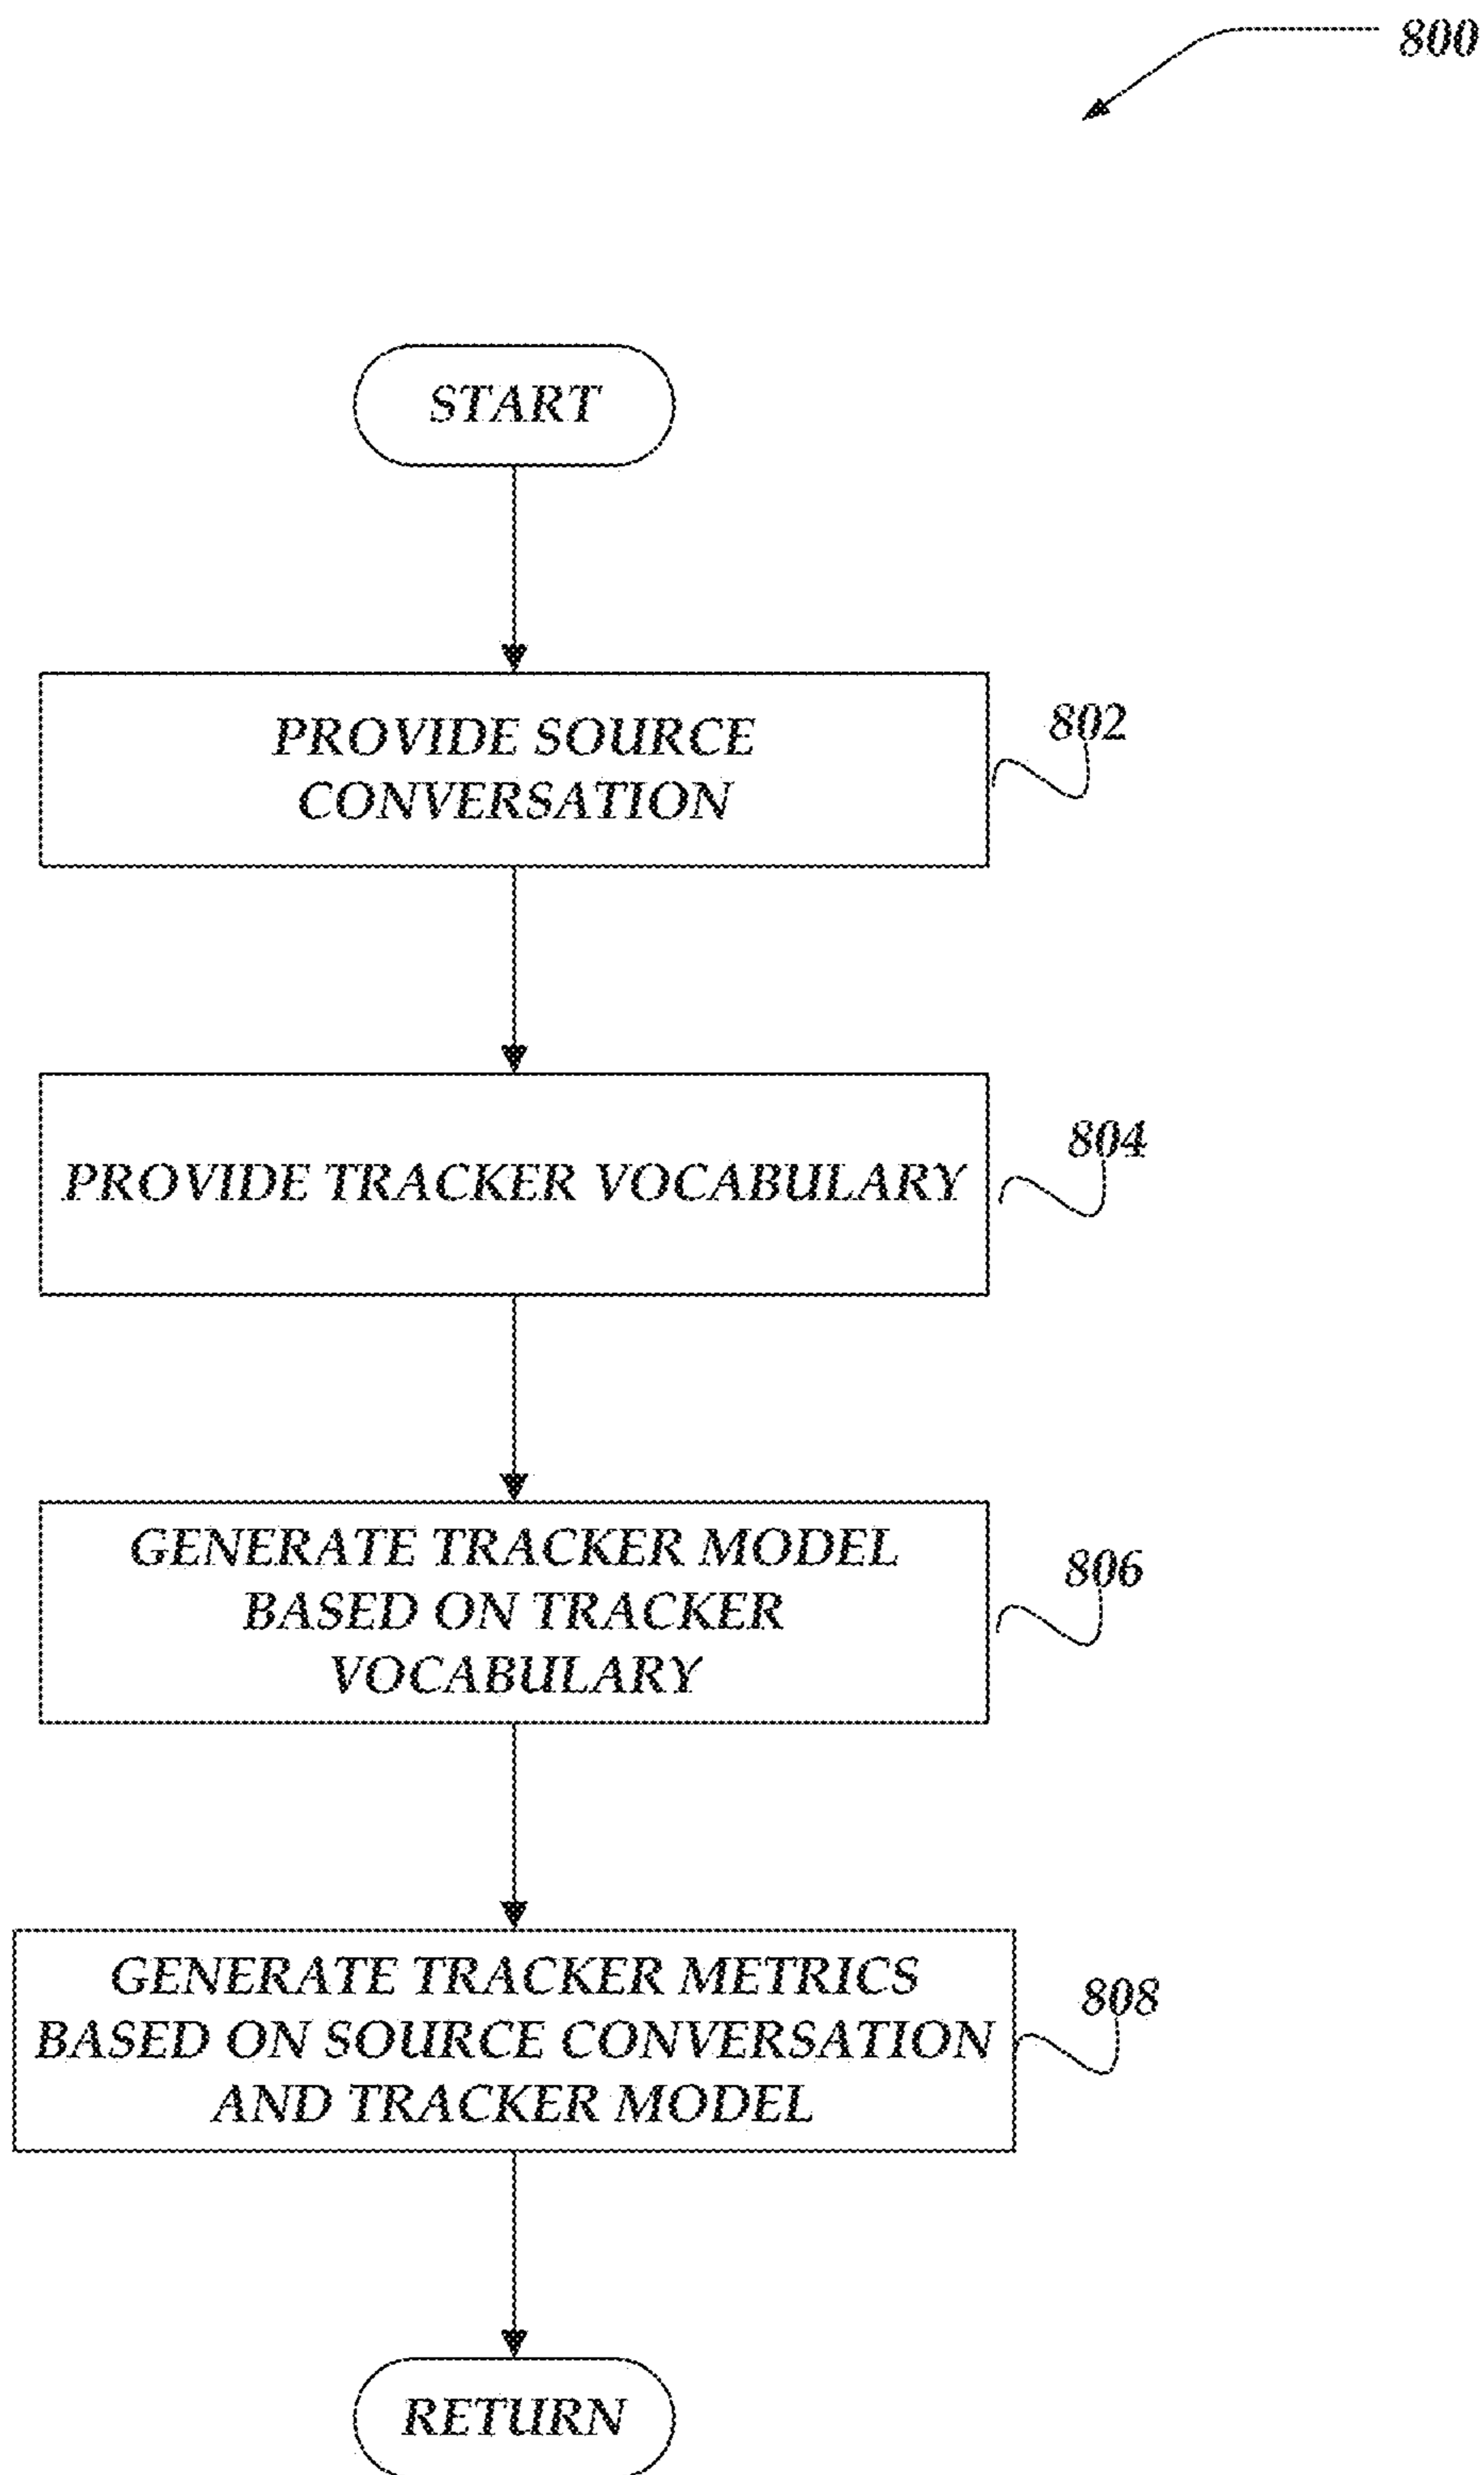 800
START
PROVIDE SOURCE
CONVERSATION
802
PROVIDE TRACKER VOCABULARY
804
GENERATE TRACKER MODEL
BASED ON TRACKER
VOCABULARY
806
GENERATE TRACKER METRICS
BASED ON SOURCE CONVERSATION
AND TRACKER MODEL
808
RETURN